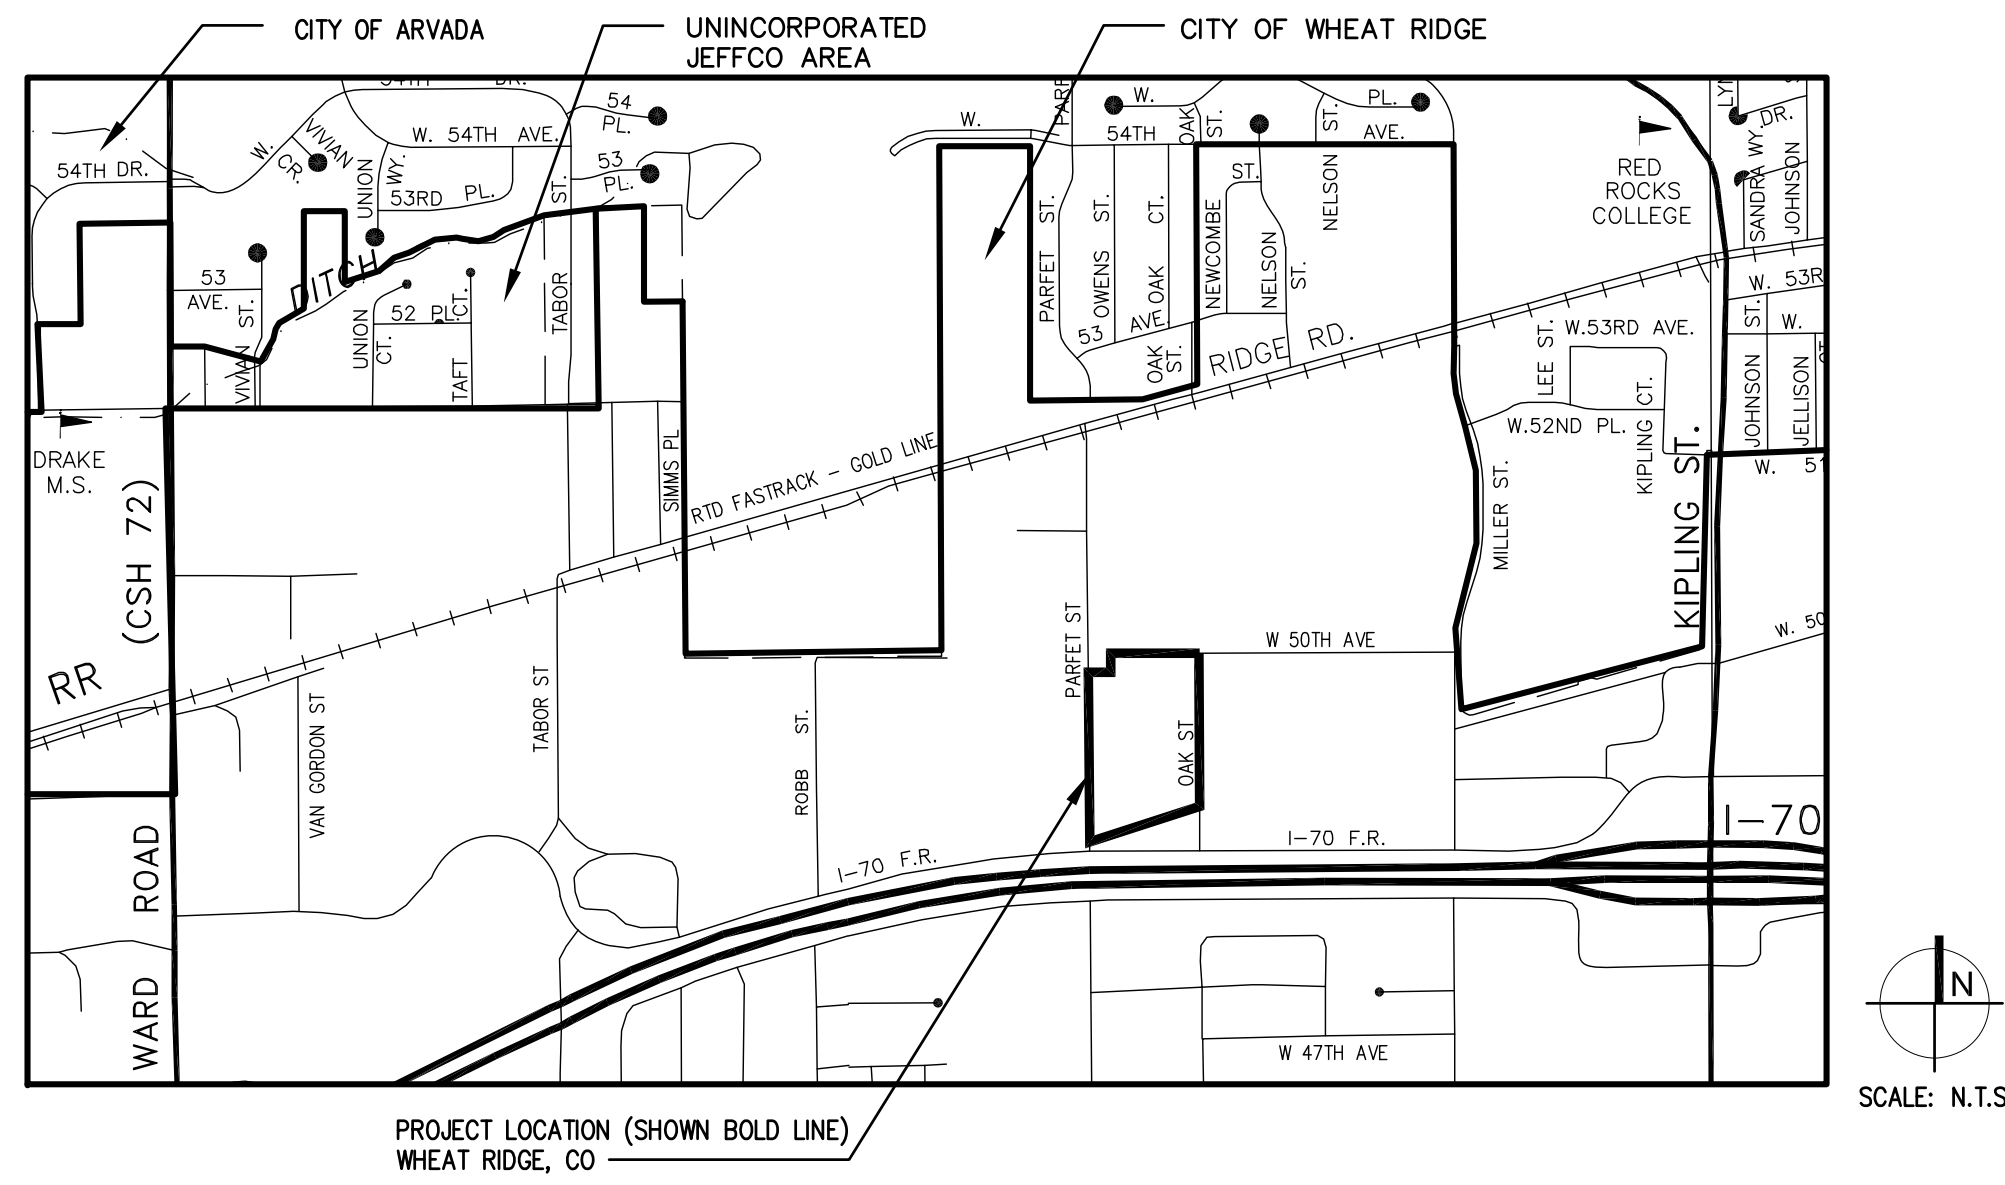 CITY OF ARVADA
UNINCORPORATED
JEFFCO AREA
CITY OF WHEAT RIDGE
54TH DR.
54
PL.
W. 54TH AVE.
W.
VIVIAN
CR.
UNION
WY.
53
PL.
ST.
54TH DR.
53RD PL.
W.
54TH
W.
OAK
ST.
ST.
PL.
AVE.
DR.
SANDRA WY.
JOHNSON
RED
ROCKS
COLLEGE
PARFET ST.
OWENS ST.
OAK CT.
NEWCOMBE
ST.
NELSON
NELSON
ST.
53
AVE.
ST.
VIVIAN
DITCH
52 PL.
UNION
CT.
CT.
TAFT
TABOR
53 AVE.
OAK
ST.
RIDGE RD.
LEE ST.
W.53RD AVE.
W.
ST.
W.
JOHNSON
JELLISON
KIPLING CT.
W.52ND PL.
KIPLING ST.
W. 51
DRAKE
M.S.
(CSH 72)
SIMMS PL
RTD FASTRACK – GOLD LINE
MILLER ST.
RR
PARFET ST
W 50TH AVE
W. 50
VAN GORDON ST
TABOR ST
ROBB ST.
OAK ST
I–70
I–70 F.R.
I–70 F.R.
WARD ROAD
W 47TH AVE
N
SCALE: N.T.S
PROJECT LOCATION (SHOWN BOLD LINE)
WHEAT RIDGE, CO